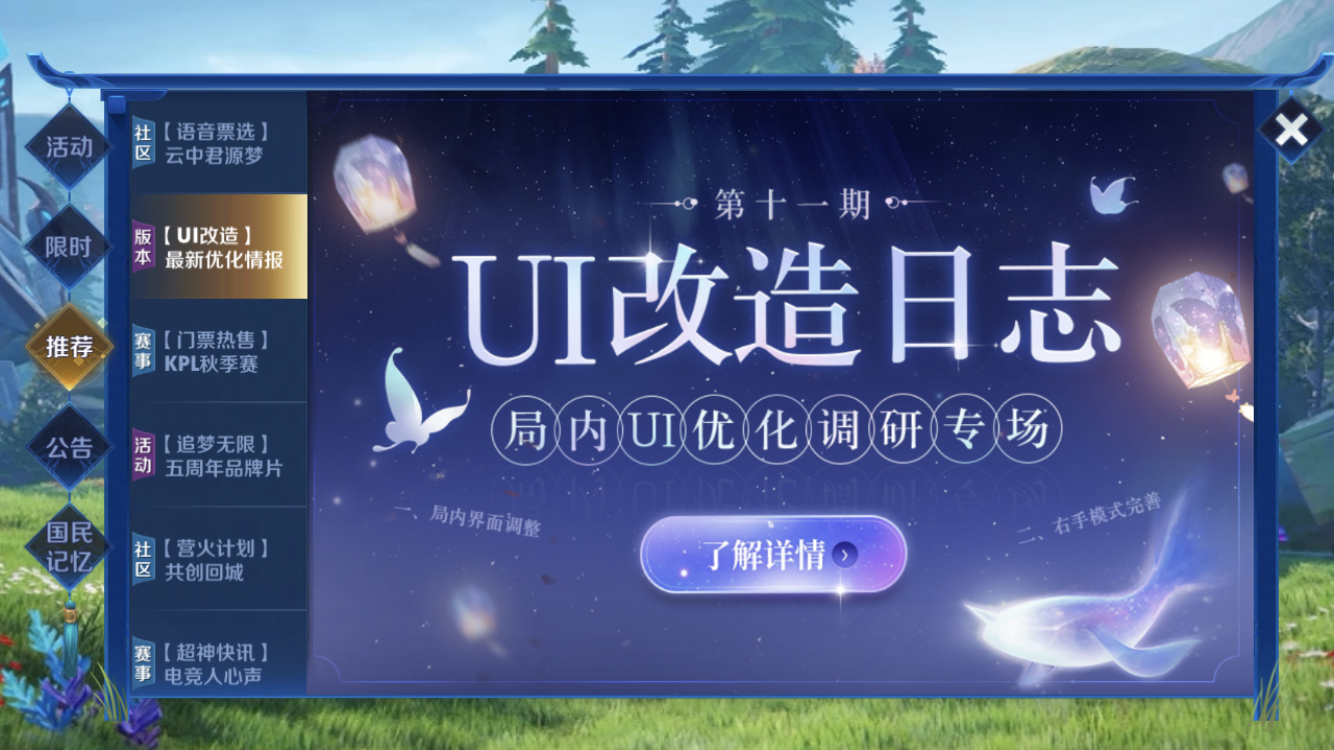 活动
限时
推荐
公告
国民
记忆
社区
【 语音票选 】
云中君源梦
版本
【 UI改造 】
最新优化情报
赛事
【 门票热售 】
KPL秋季赛
活动
【 追梦无限 】
五周年品牌片
社区
【 营火计划 】
共创回城
赛事
【 超神快讯 】
电竞人心声
第十一期
UI改造日志
局内UI优化调研专场
一、局内界面调整
二、右手模式完善
了解详情